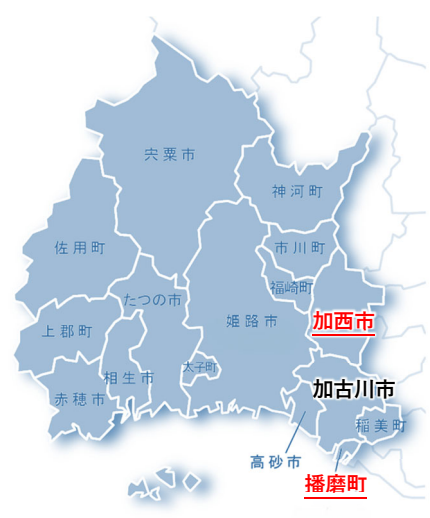 宍粟市
神河町
佐用町
市川町
福崎町
たつの市
姫路市
加西市
上郡町
太子町
相生市
加古川市
赤穂市
稲美町
高砂市
播磨町